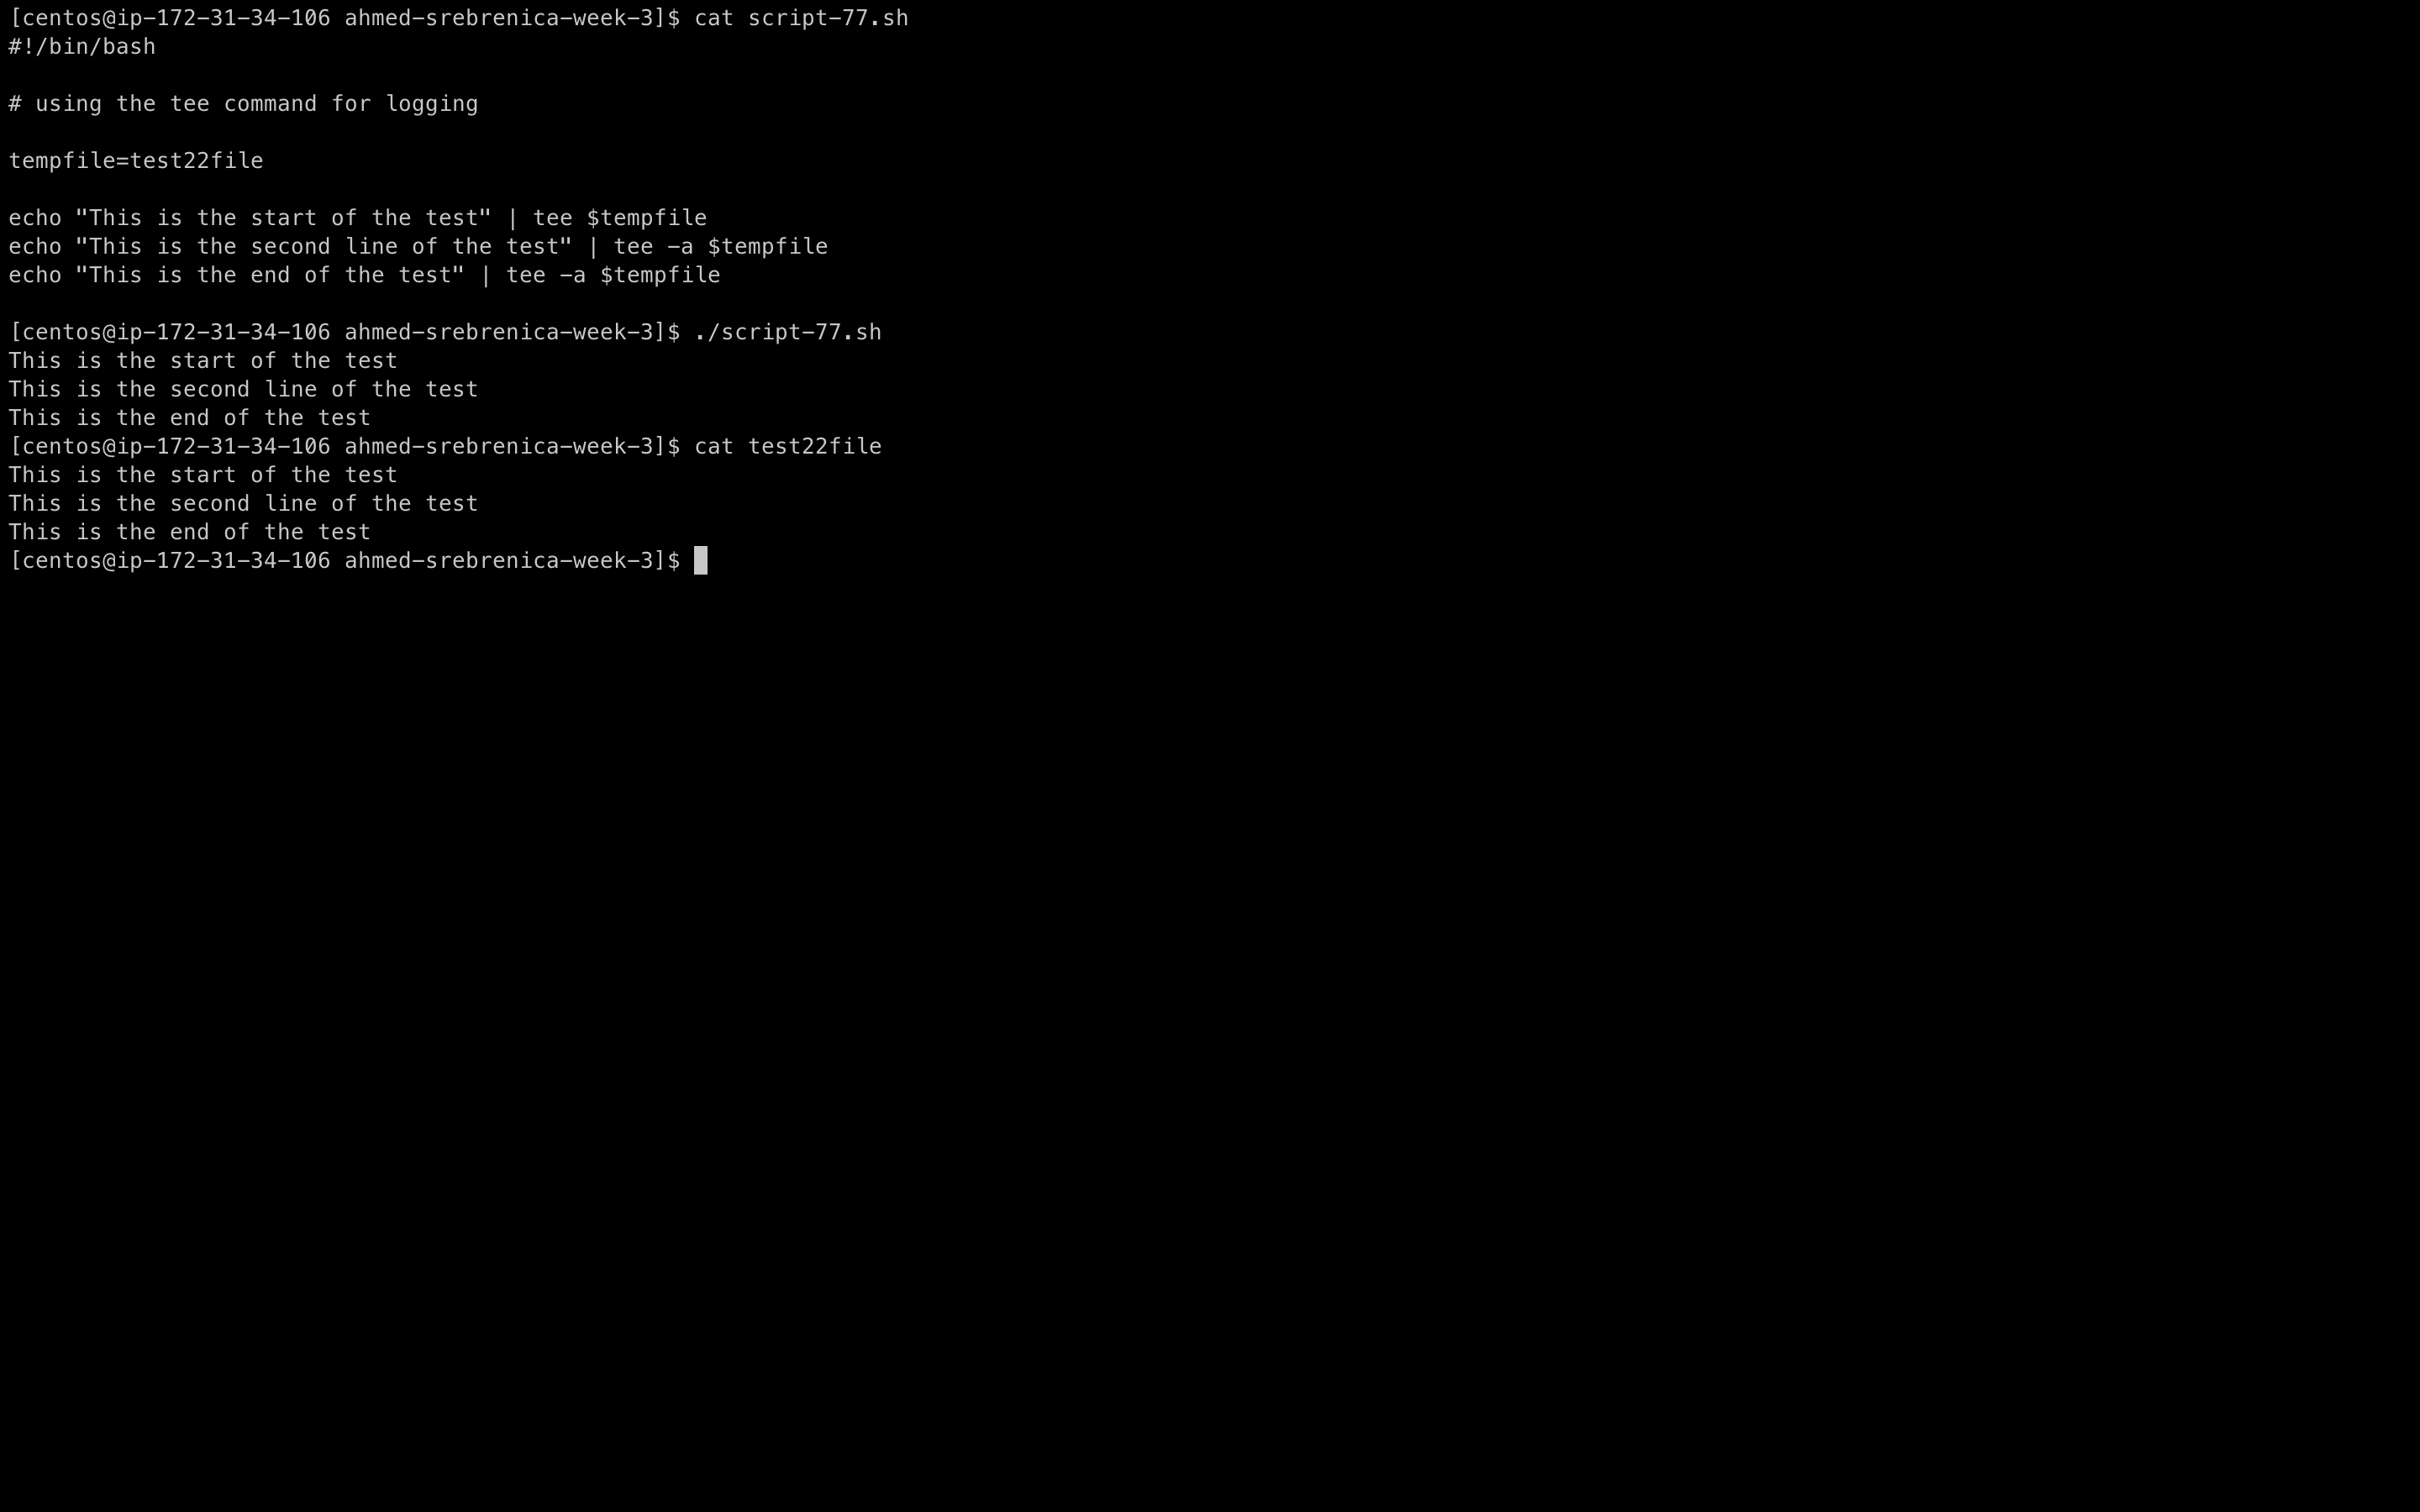 [centos@ip-172-31-34-106 ahmed-srebrenica-week-3]$ cat script-77.sh
#!/bin/bash
# using the tee command for logging
tempfile=test22file
echo "This is the start of the test" | tee $tempfile
echo "This is the second line of the test" | tee -a $tempfile
echo "This is the end of the test" | tee -a $tempfile
[centos@ip-172-31-34-106 ahmed-srebrenica-week-3]$ ./script-77.sh
This is the start of the test
This is the second line of the test
This is the end of the test
[centos@ip-172-31-34-106 ahmed-srebrenica-week-3]$ cat test22file
This is the start of the test
This is the second line of the test
This is the end of the test
[centos@ip-172-31-34-106 ahmed-srebrenica-week-3]$